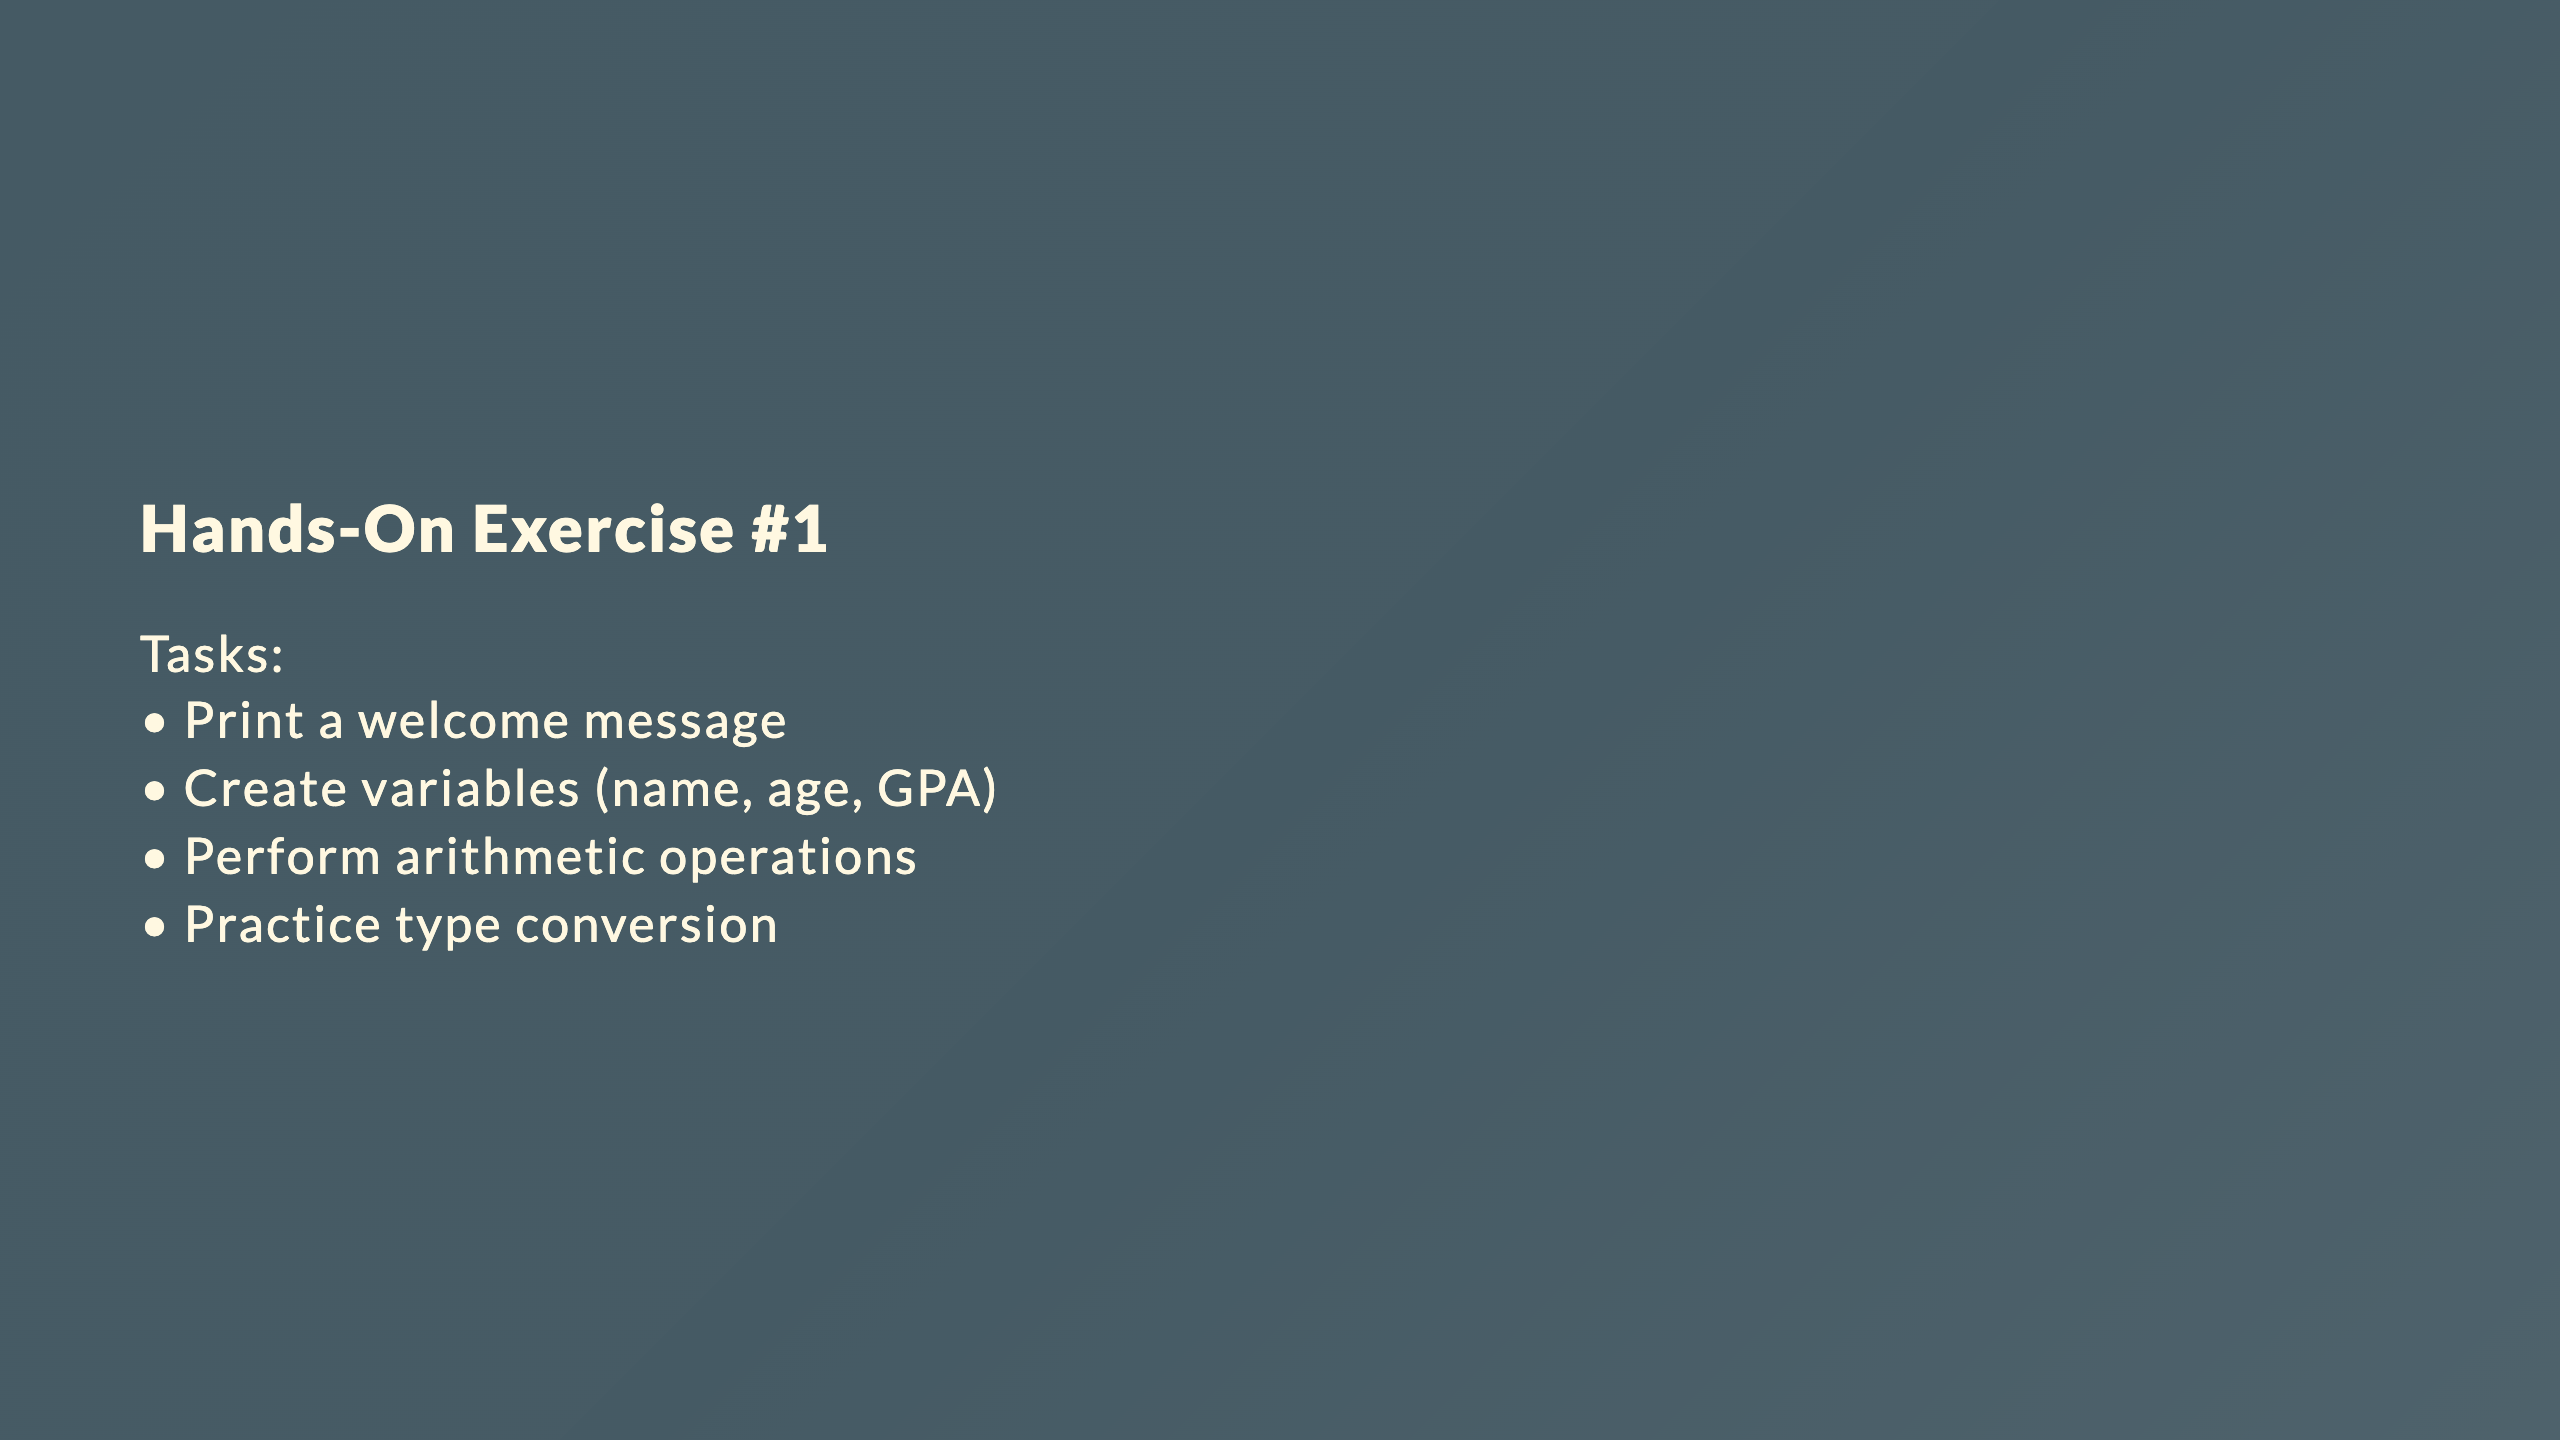 Hands-On Exercise #1
Tasks:
• Print a welcome message
• Create variables (name, age, GPA)
• Perform arithmetic operations
• Practice type conversion